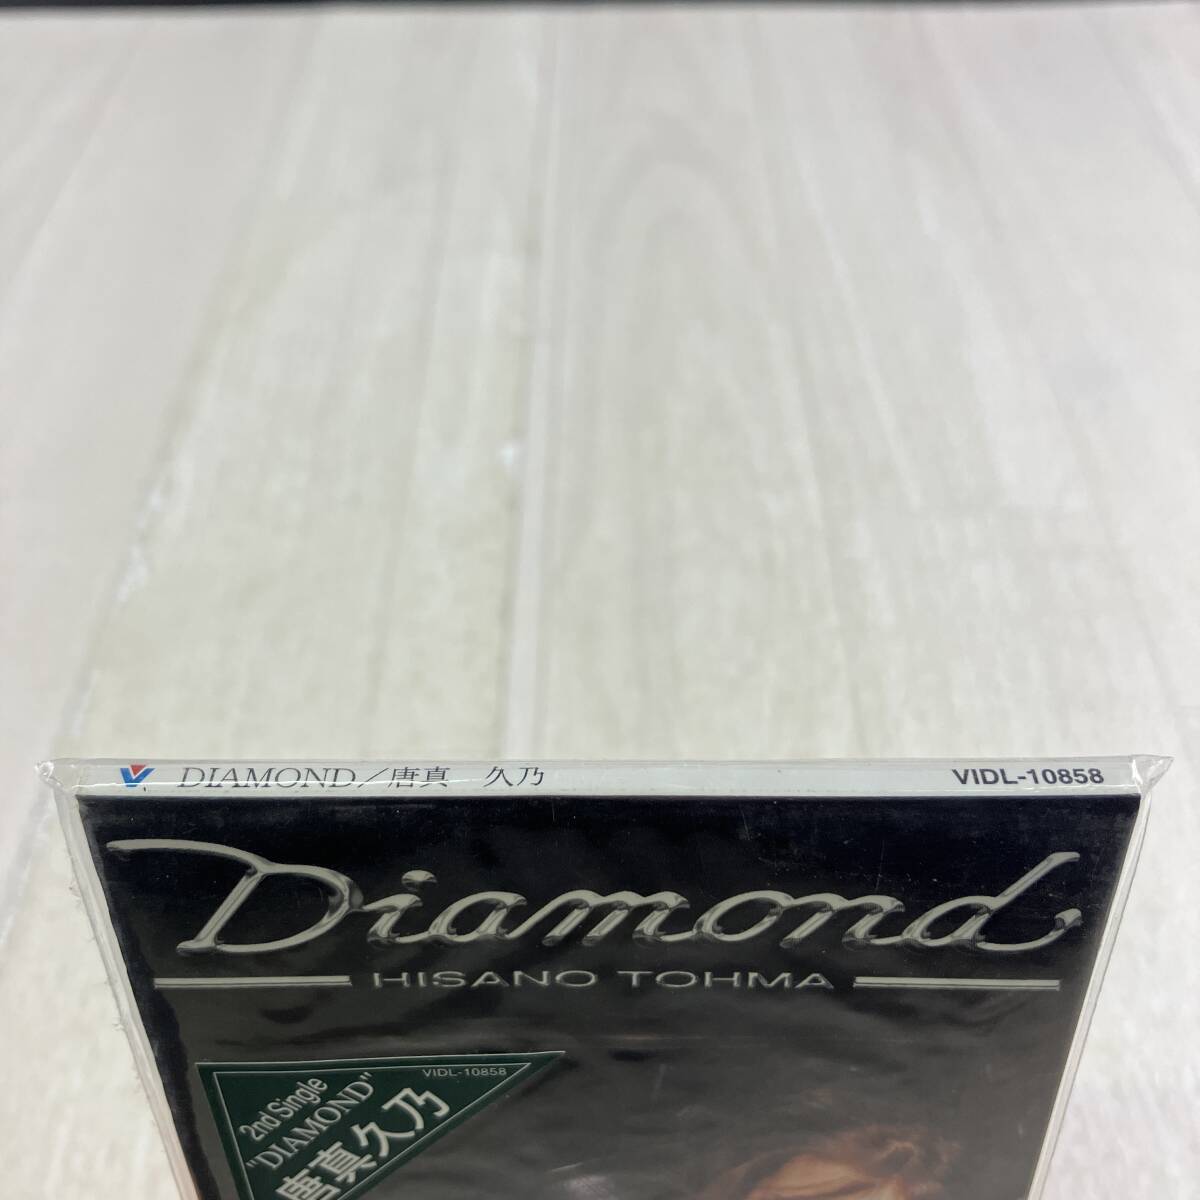 DIAMOND／唐真　久乃
VIDL-10858
Diamond
HISANO TOHMA
VIDL-10858
2nd Single
"DIAMOND"
唐真久乃